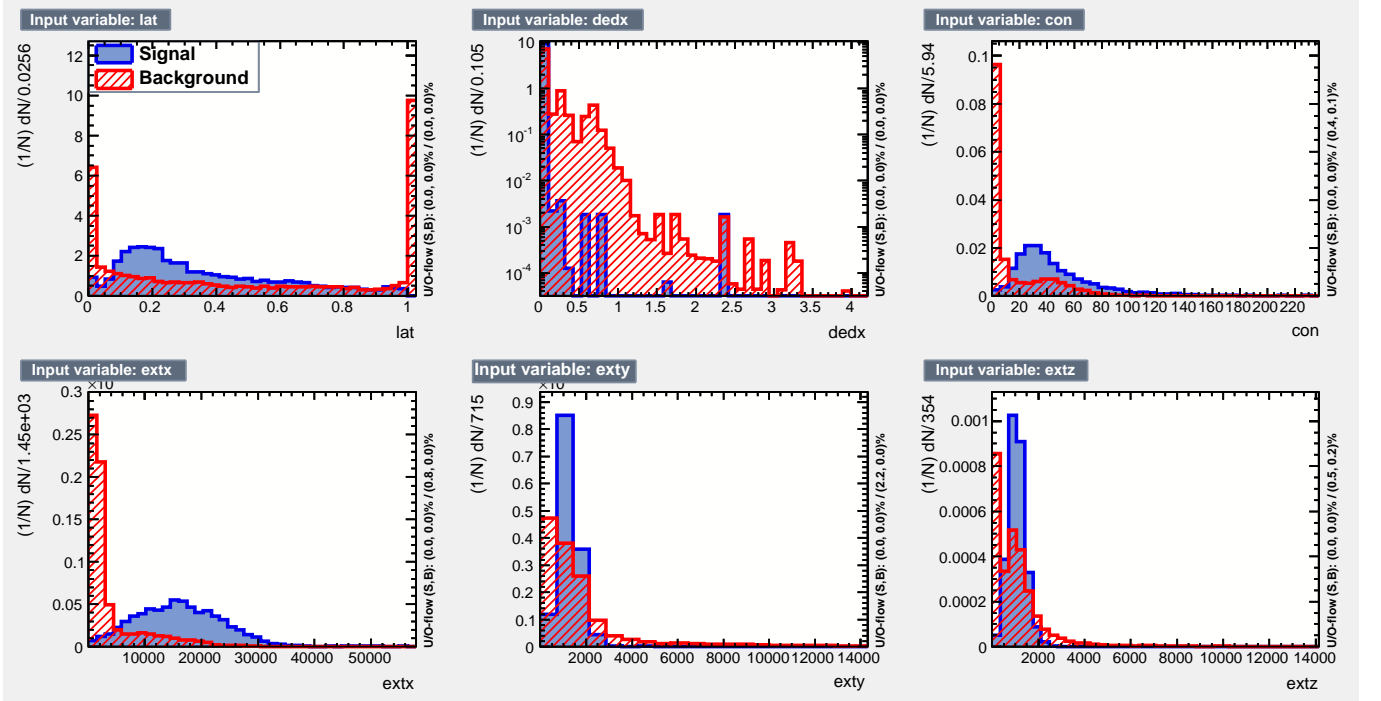 Input variable: lat
(1/N) dN/0.0256
12
10
8
6
4
2
0
Signal
Background
0 0.2 0.4 0.6 0.8 1
lat
U/O-flow (S,B): (0.0, 0.0)% / (0.0, 0.0)%
Input variable: dedx
(1/N) dN/0.105
10
1
10-1
10-2
10-3
10-4
0 0.5 1 1.5 2 2.5 3 3.5 4
dedx
U/O-flow (S,B): (0.0, 0.0)% / (0.0, 0.0)%
Input variable: con
(1/N) dN/5.94
0.1
0.08
0.06
0.04
0.02
0
0 20 40 60 80 100 120 140 160 180 200 220
con
U/O-flow (S,B): (0.0, 0.0)% / (0.4, 0.1)%
Input variable: extx
(1/N) dN/1.45e+03
×10
0.3
0.25
0.2
0.15
0.1
0.05
0
10000 20000 30000 40000 50000
extx
U/O-flow (S,B): (0.0, 0.0)% / (0.8, 0.0)%
Input variable: exty
(1/N) dN/715
×10
0.9
0.8
0.7
0.6
0.5
0.4
0.3
0.2
0.1
0
2000 4000 6000 8000 10000 12000 14000
exty
U/O-flow (S,B): (0.0, 0.0)% / (2.2, 0.0)%
Input variable: extz
(1/N) dN/354
0.001
0.0008
0.0006
0.0004
0.0002
0
2000 4000 6000 8000 10000 12000 14000
extz
U/O-flow (S,B): (0.0, 0.0)% / (0.5, 0.2)%